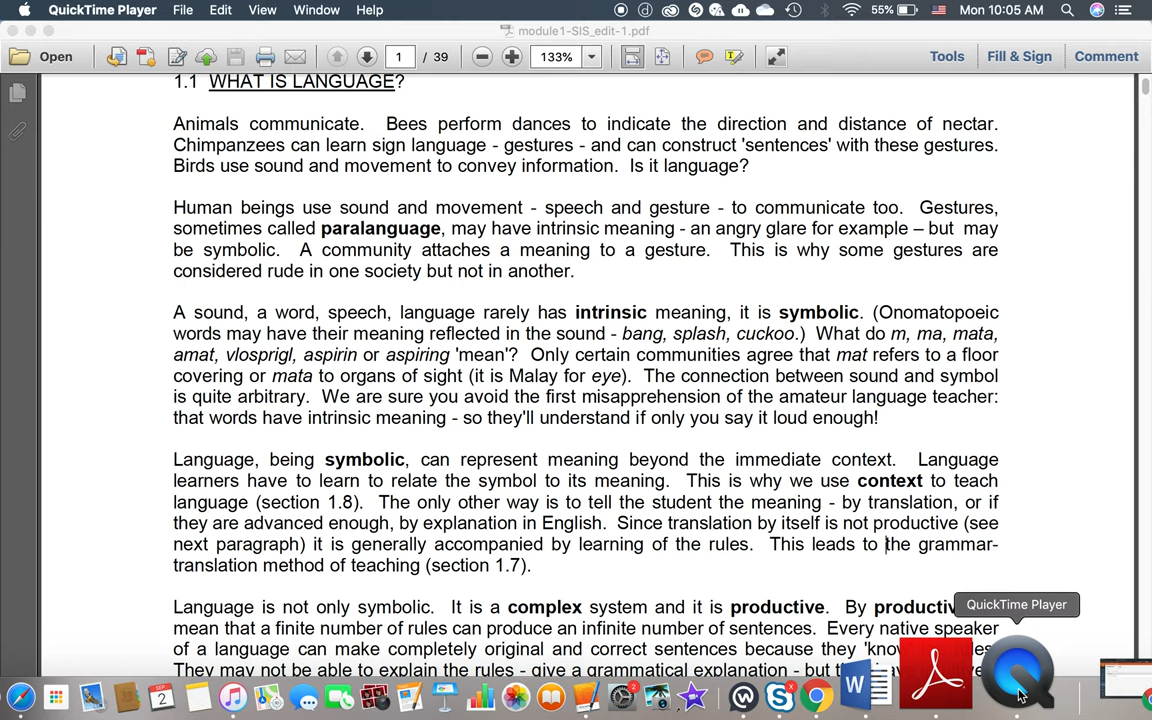 QuickTime Player File Edit View Window Help 55% Mon 10:05 AM
module1-SIS_edit-1.pdf
Open 1 / 39 133% Tools Fill & Sign Comment
1.1 WHAT IS LANGUAGE?
Animals communicate. Bees perform dances to indicate the direction and distance of nectar.
Chimpanzees can learn sign language - gestures - and can construct 'sentences' with these gestures.
Birds use sound and movement to convey information. Is it language?
Human beings use sound and movement - speech and gesture - to communicate too. Gestures,
sometimes called paralanguage, may have intrinsic meaning - an angry glare for example – but may
be symbolic. A community attaches a meaning to a gesture. This is why some gestures are
considered rude in one society but not in another.
A sound, a word, speech, language rarely has intrinsic meaning, it is symbolic. (Onomatopoeic
words may have their meaning reflected in the sound - bang, splash, cuckoo.) What do m, ma, mata,
amat, vlosprigl, aspirin or aspiring 'mean'? Only certain communities agree that mat refers to a floor
covering or mata to organs of sight (it is Malay for eye). The connection between sound and symbol
is quite arbitrary. We are sure you avoid the first misapprehension of the amateur language teacher:
that words have intrinsic meaning - so they'll understand if only you say it loud enough!
Language, being symbolic, can represent meaning beyond the immediate context. Language
learners have to learn to relate the symbol to its meaning. This is why we use context to teach
language (section 1.8). The only other way is to tell the student the meaning - by translation, or if
they are advanced enough, by explanation in English. Since translation by itself is not productive (see
next paragraph) it is generally accompanied by learning of the rules. This leads to the grammar-
translation method of teaching (section 1.7).
QuickTime Player
Language is not only symbolic. It is a complex system and it is productive. By
mean that a finite number of rules can produce an infinite number of sentences. Every native speaker
of a language can make completely original and correct sentences because they
They may not be able to explain the rules - give a grammatical explanation - but
SEP
2
2
W